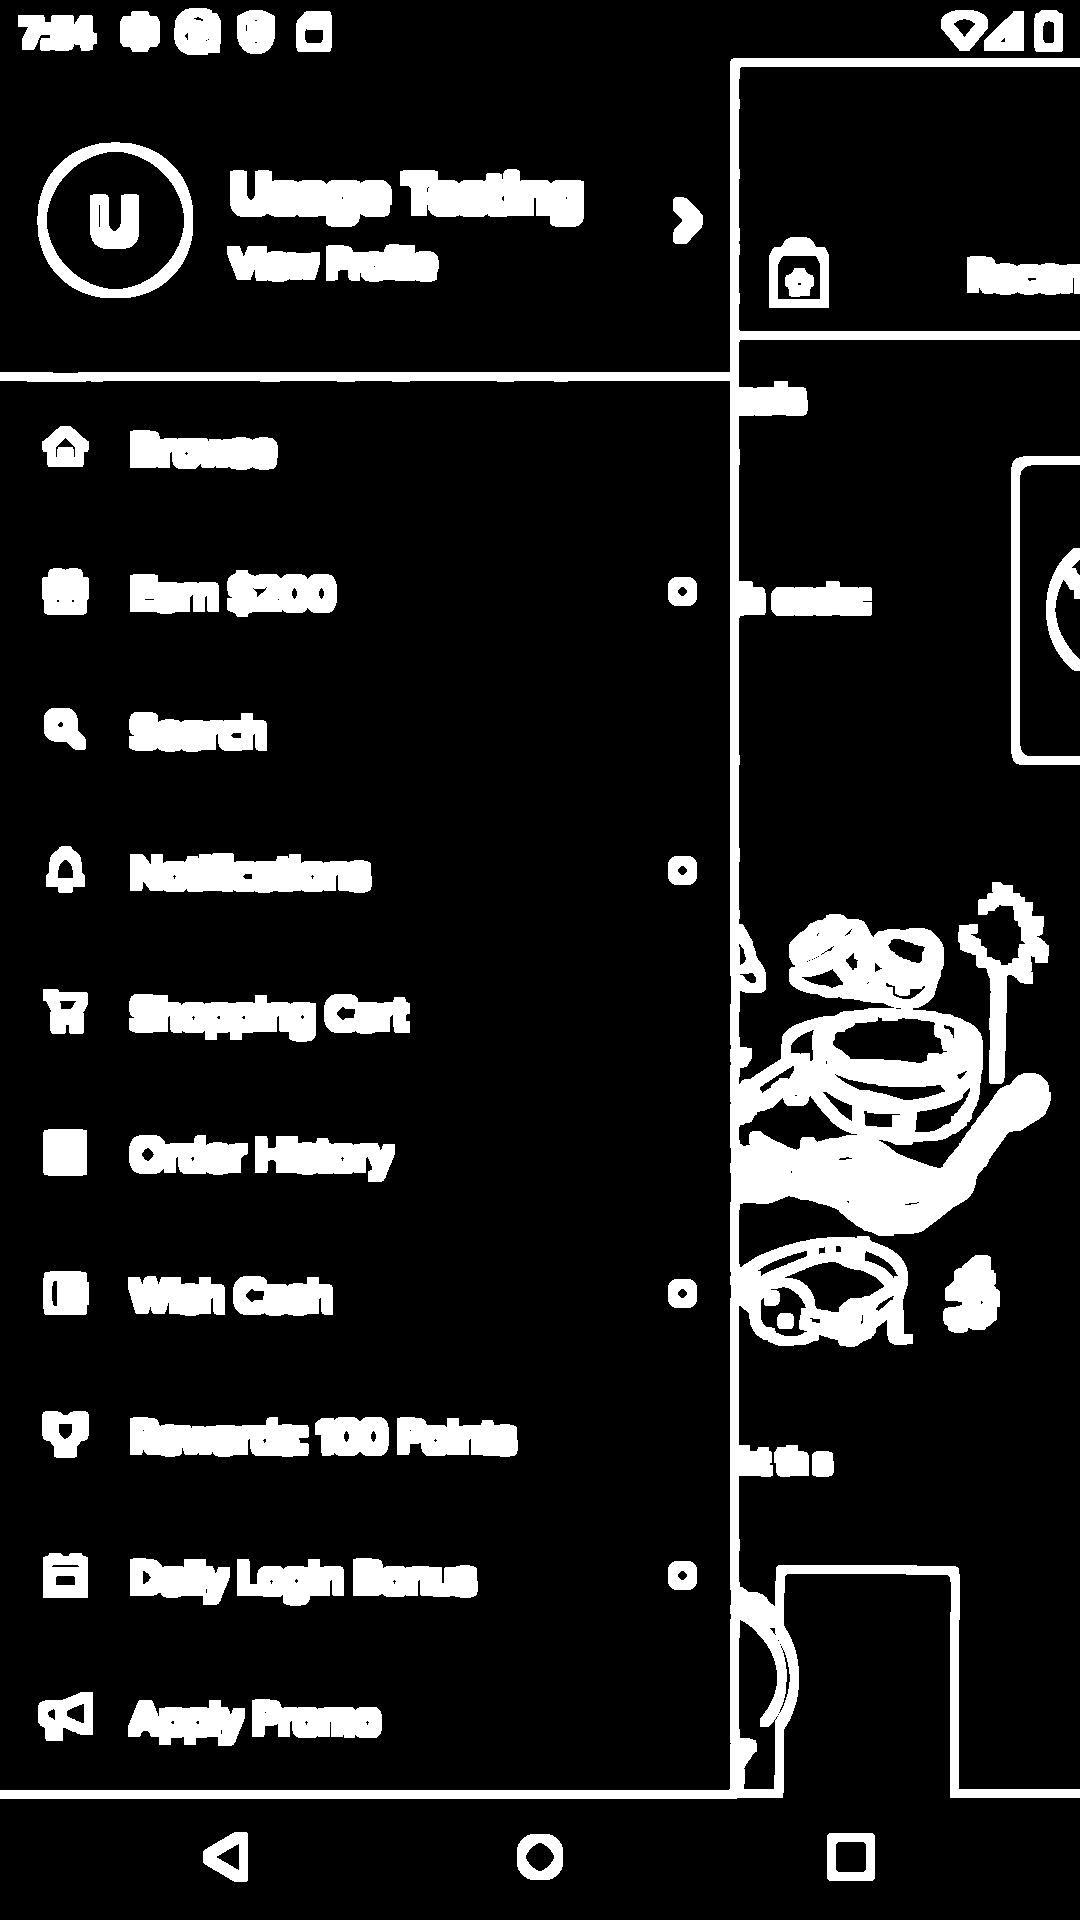 7:54
U
Usage Testing
View Profile
Recen
Browse
Earn $200
Search
Notifications
Shopping Cart
Order History
Wish Cash
Rewards: 100 Points
Daily Login Bonus
Apply Promo